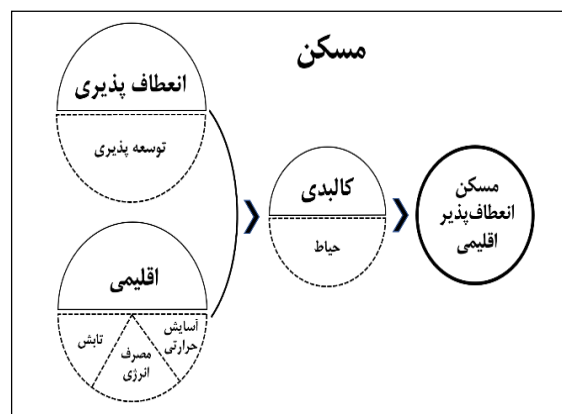 مسکن
انعطاف پذیری
توسعه پذیری
اقلیمی
آسایش
حرارتی
مصرف
انرژی
تابش
کالبدی
حیاط
مسکن
انعطاف‌پذیر
اقلیمی